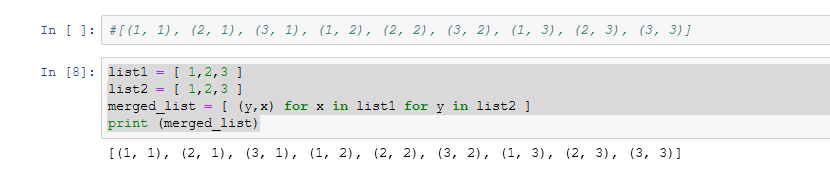 In [ ]: #[(1, 1), (2, 1), (3, 1), (1, 2), (2, 2), (3, 2), (1, 3), (2, 3), (3, 3)]
In [8]: list1 = [ 1,2,3 ]
list2 = [ 1,2,3 ]
merged_list = [ (y,x) for x in list1 for y in list2 ]
print (merged_list)
[(1, 1), (2, 1), (3, 1), (1, 2), (2, 2), (3, 2), (1, 3), (2, 3), (3, 3)]